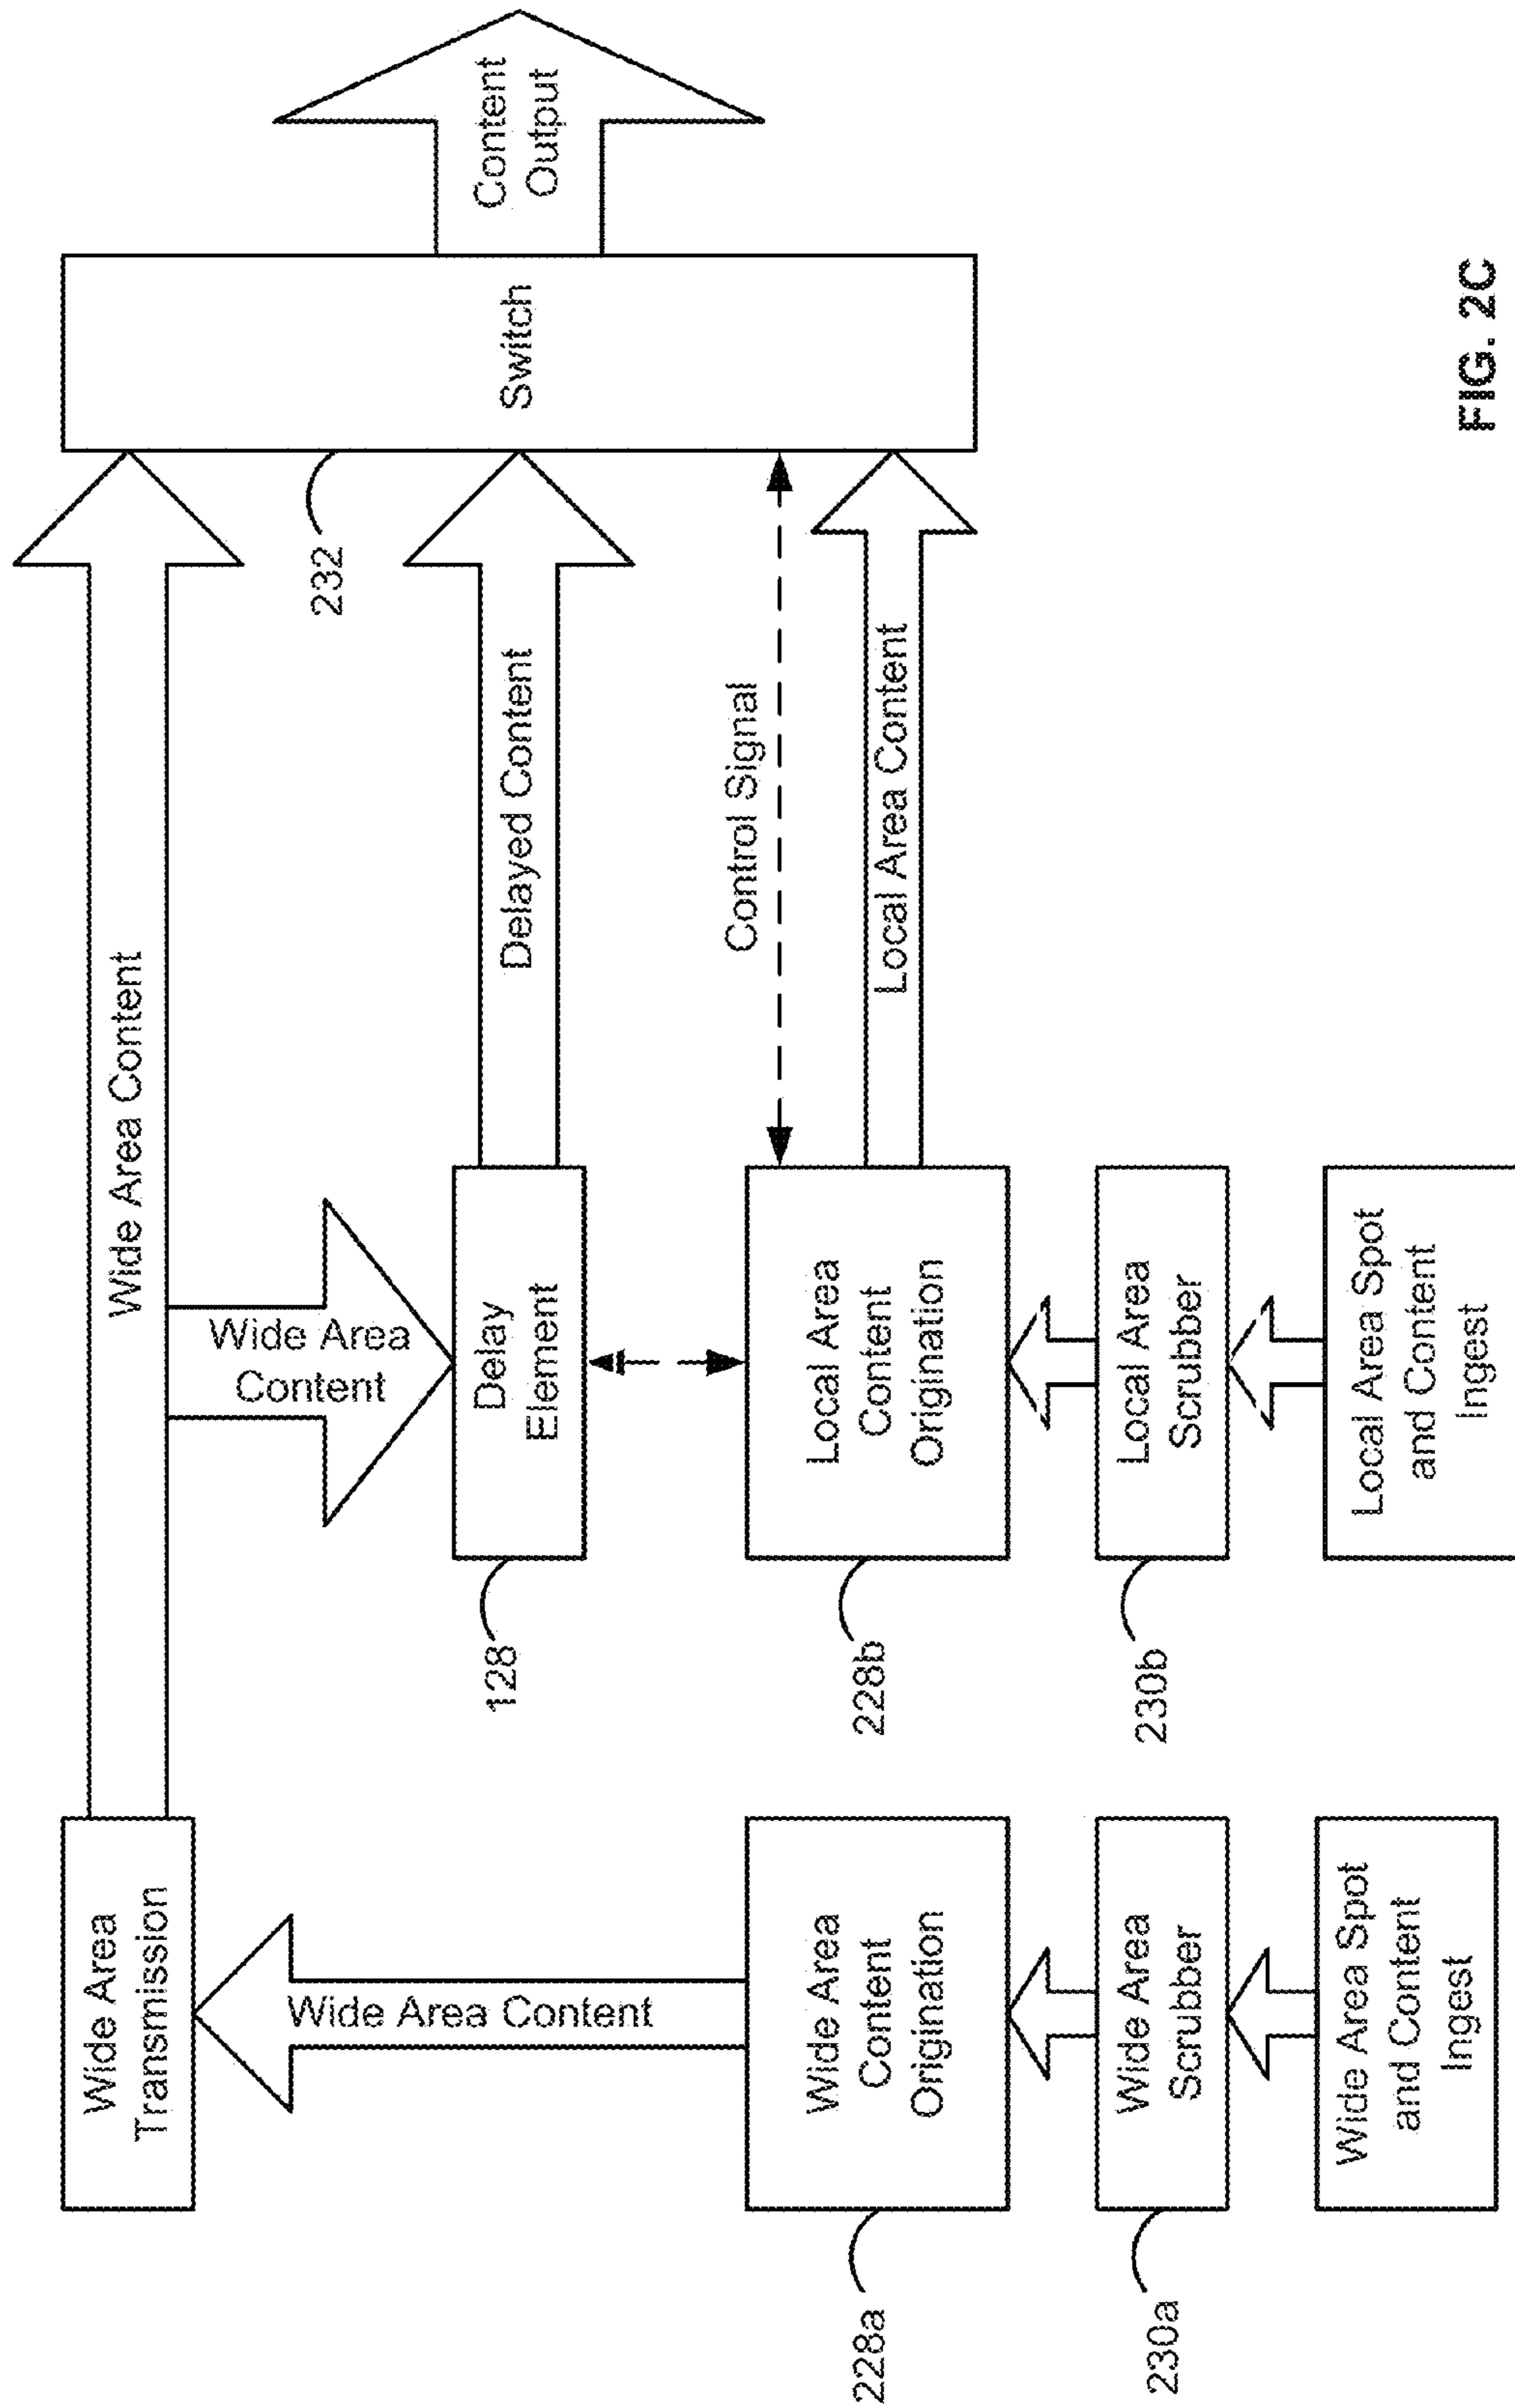 Wide Area
Transmission
Wide Area Content
Wide Area Content
Wide Area
Content
Origination
228a
Wide Area
Scrubber
230a
Wide Area Spot
and Content
Ingest
Wide Area
Content
Delay
Element
128
Delayed Content
Control Signal
Local Area
Content
Origination
228b
Local Area Content
Local Area
Scrubber
230b
Local Area Spot
and Content
Ingest
232
Switch
Content
Output
FIG. 2C